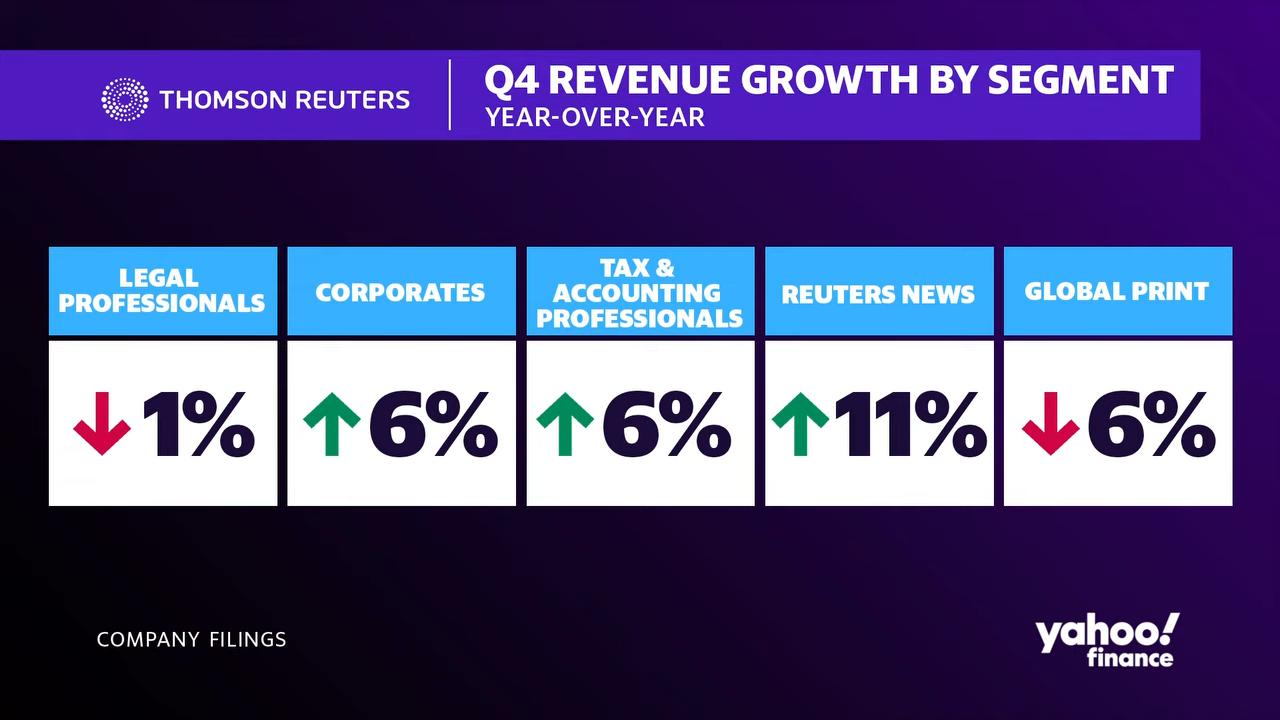 THOMSON REUTERS
Q4 REVENUE GROWTH BY SEGMENT
YEAR-OVER-YEAR
LEGAL
PROFESSIONALS
↓1%
CORPORATES
↑6%
TAX &
ACCOUNTING
PROFESSIONALS
↑6%
REUTERS NEWS
↑11%
GLOBAL PRINT
↓6%
COMPANY FILINGS
yahoo!
finance